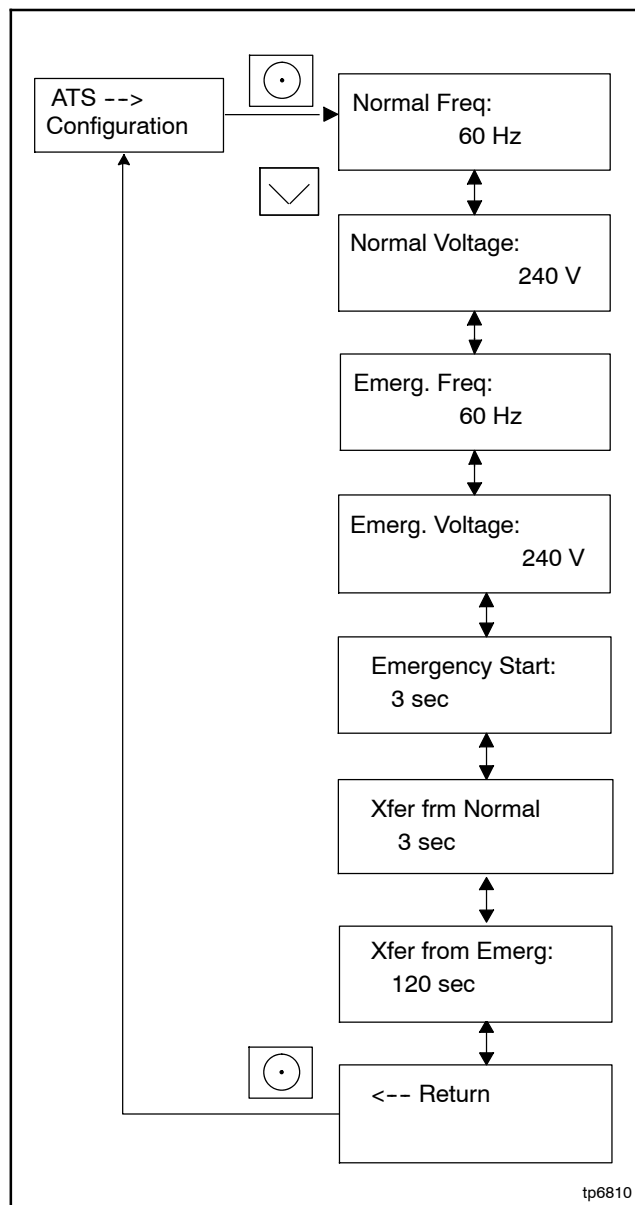 ATS -->
Configuration
Normal Freq:
60 Hz
Normal Voltage:
240 V
Emerg. Freq:
60 Hz
Emerg. Voltage:
240 V
Emergency Start:
3 sec
Xfer frm Normal
3 sec
Xfer from Emerg:
120 sec
<-- Return
tp6810